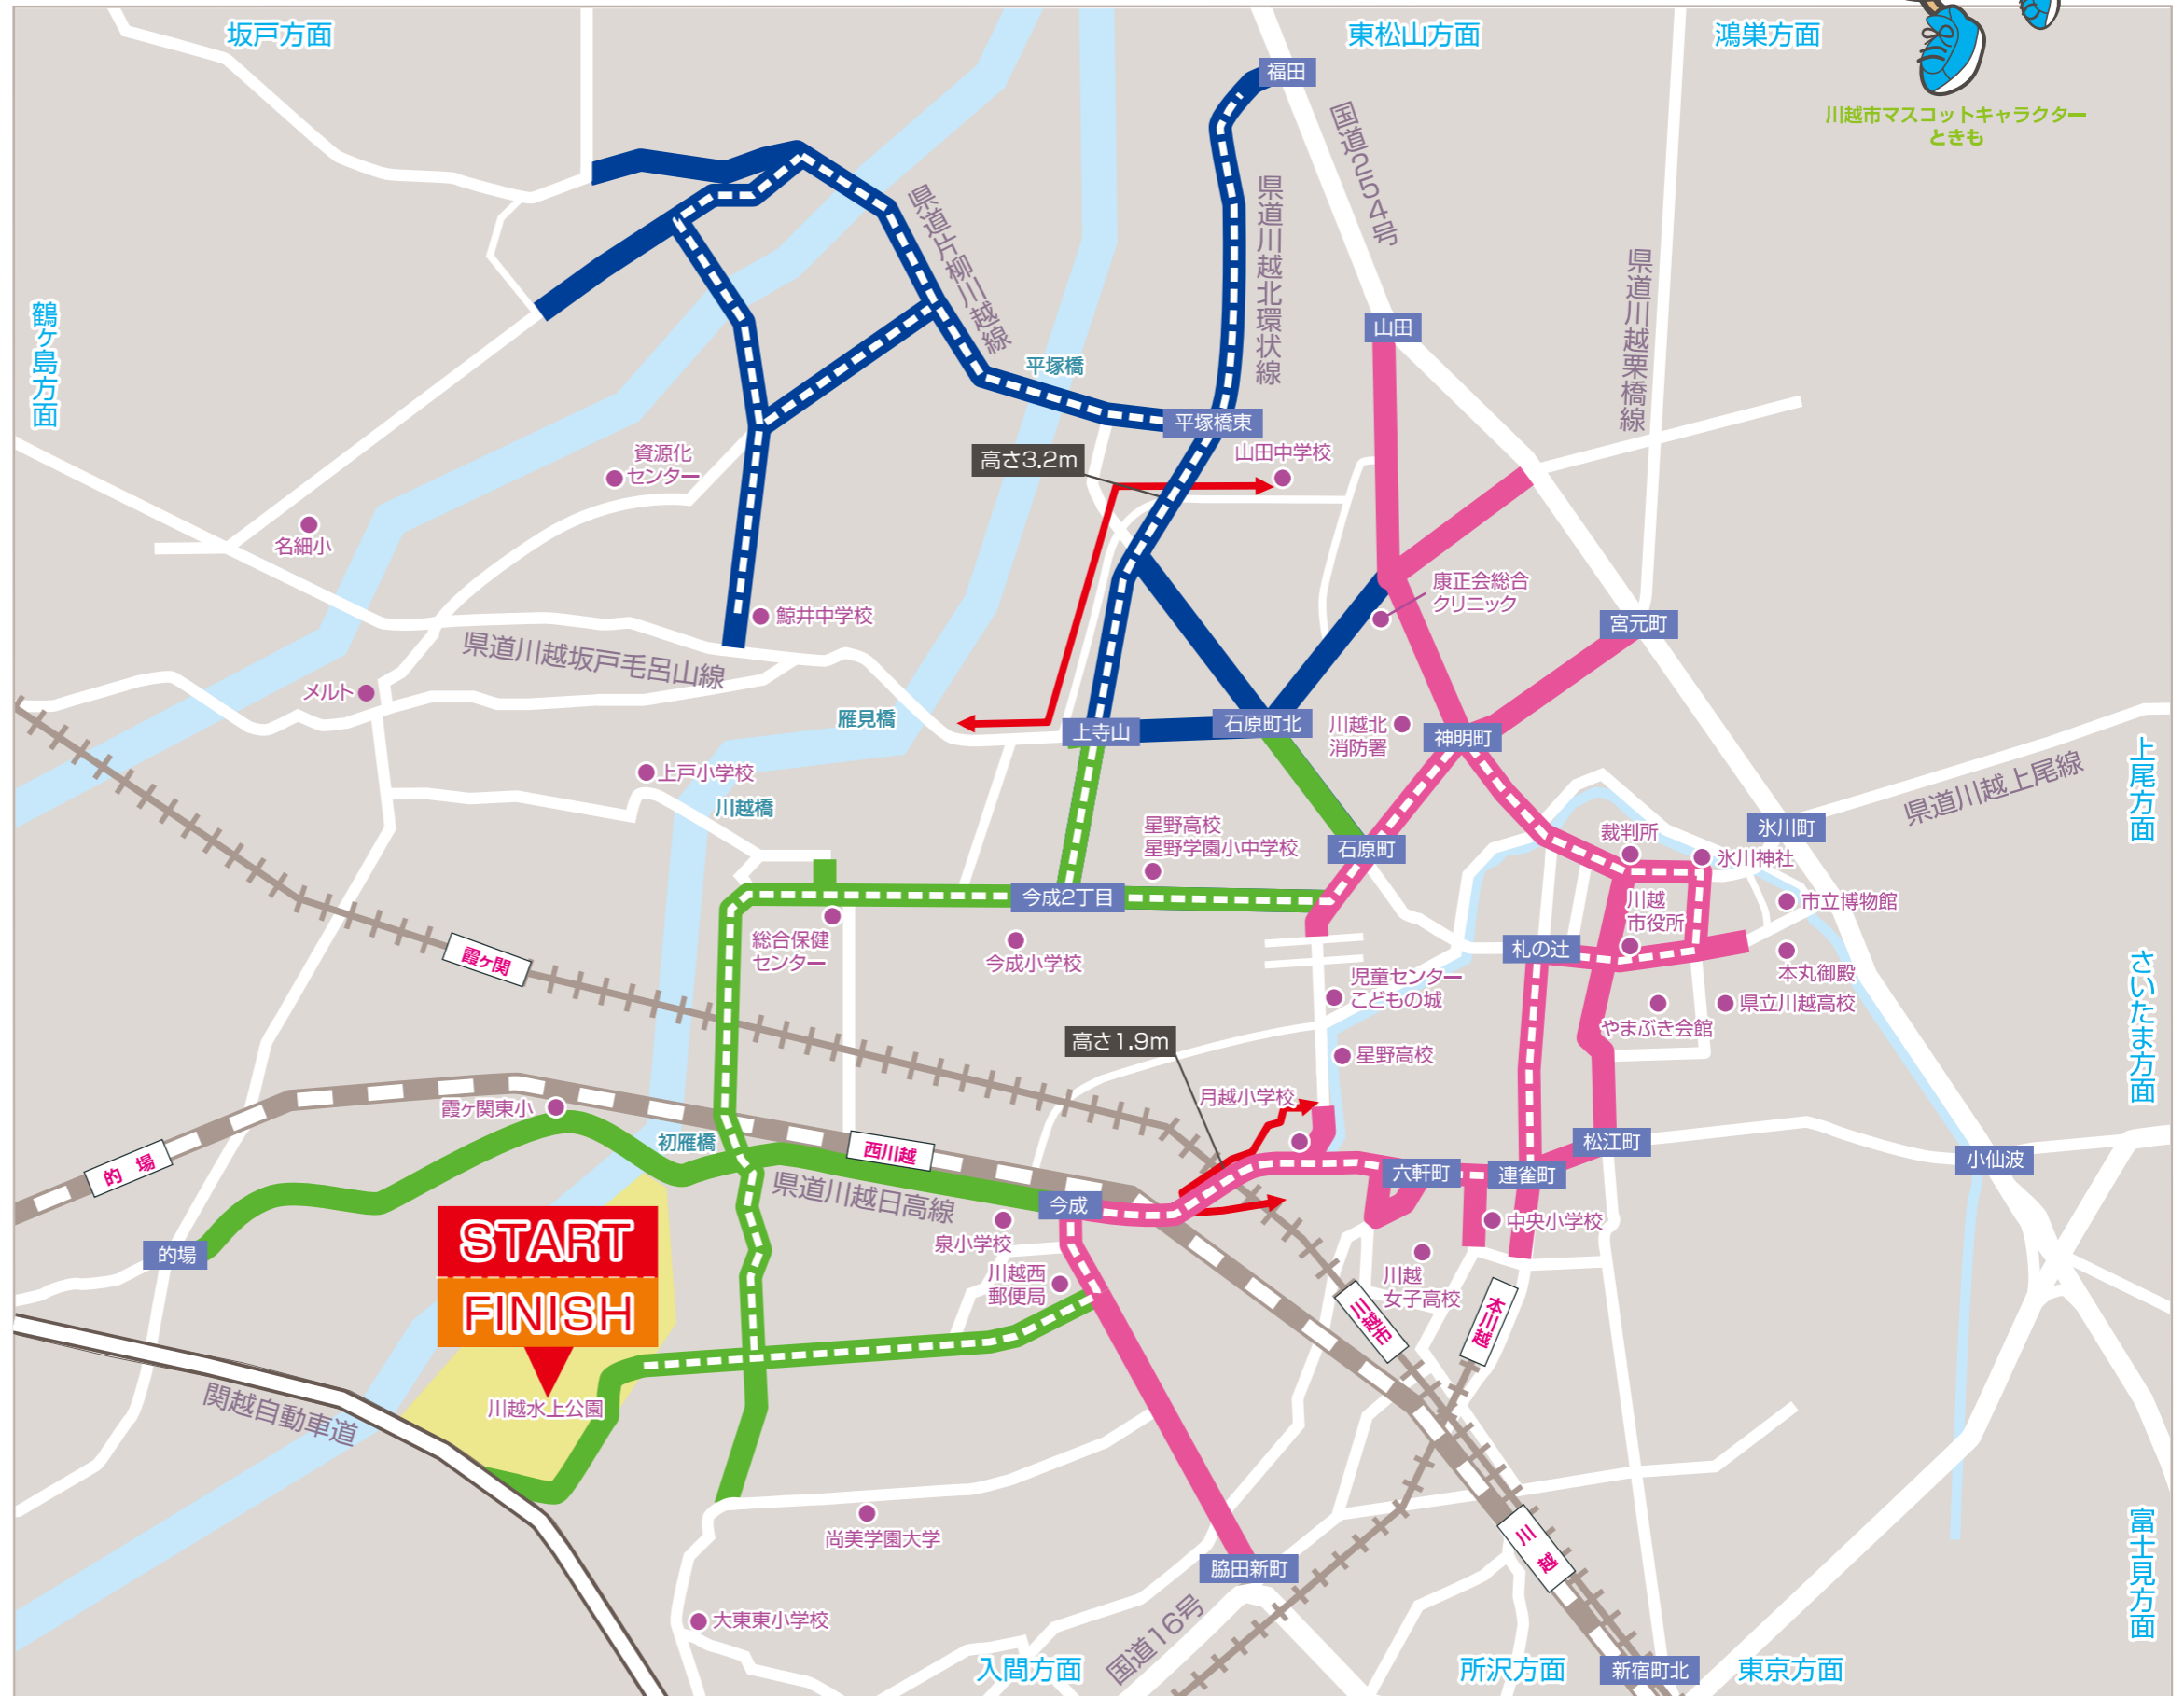 坂戸方面
東松山方面
鴻巣方面
川越市マスコットキャラクター
ときも
福田
国道254号
県道片柳川越線
県道川越北環状線
県道川越栗橋線
鶴ヶ島方面
山田
平塚橋
平塚橋東
高さ3.2m
山田中学校
資源化
センター
名細小
康正会総合
クリニック
鯨井中学校
宮元町
県道川越坂戸毛呂山線
メルト
雁見橋
上寺山
石原町北
川越北
消防署
神明町
上尾方面
県道川越上尾線
上戸小学校
川越橋
星野高校
星野学園小中学校
石原町
裁判所
氷川町
氷川神社
今成2丁目
川越
市役所
市立博物館
総合保健
センター
今成小学校
札の辻
本丸御殿
霞ヶ関
児童センター
こどもの城
やまぶき会館
県立川越高校
さいたま方面
高さ1.9m
星野高校
月越小学校
霞ヶ関東小
初雁橋
西川越
松江町
的場
六軒町
連雀町
小仙波
県道川越日高線
今成
中央小学校
START
FINISH
的場
泉小学校
川越西
郵便局
川越
女子高校
川越市
本川越
川越水上公園
関越自動車道
尚美学園大学
川越
脇田新町
富士見方面
大東東小学校
国道16号
入間方面
所沢方面
新宿町北
東京方面